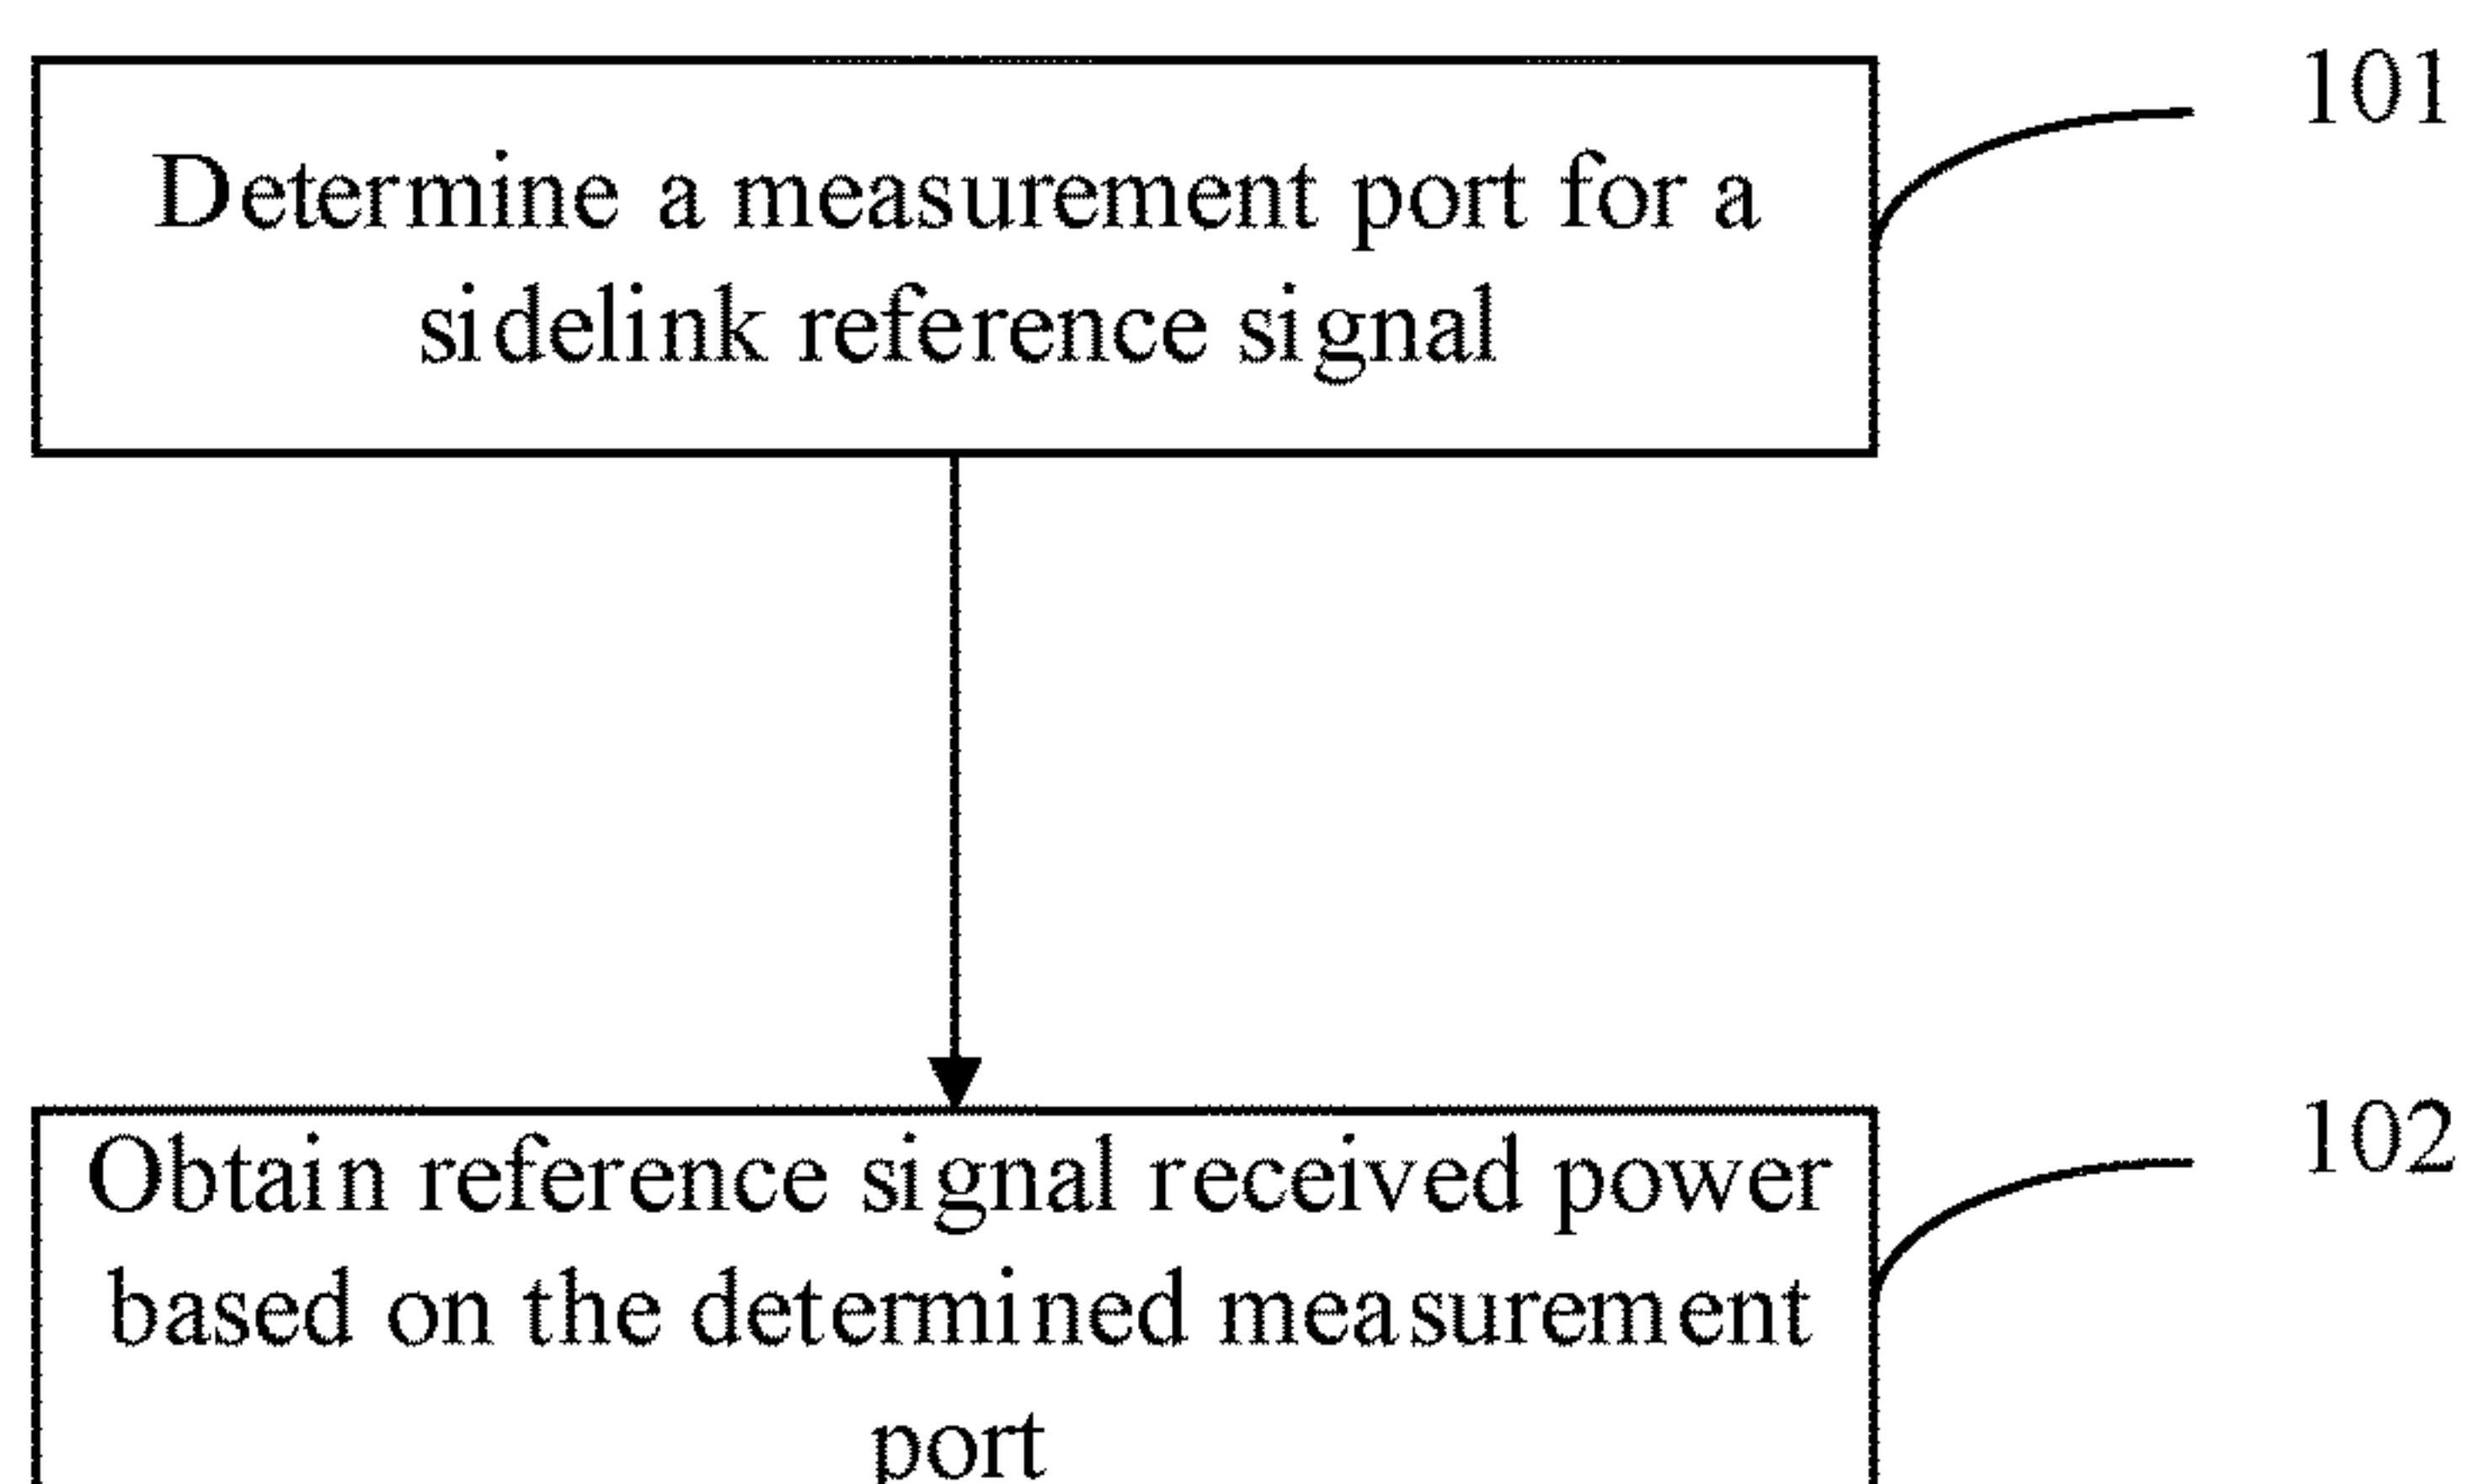 101
Determine a measurement port for a
sidelink reference signal
102
Obtain reference signal received power
based on the determined measurement
port